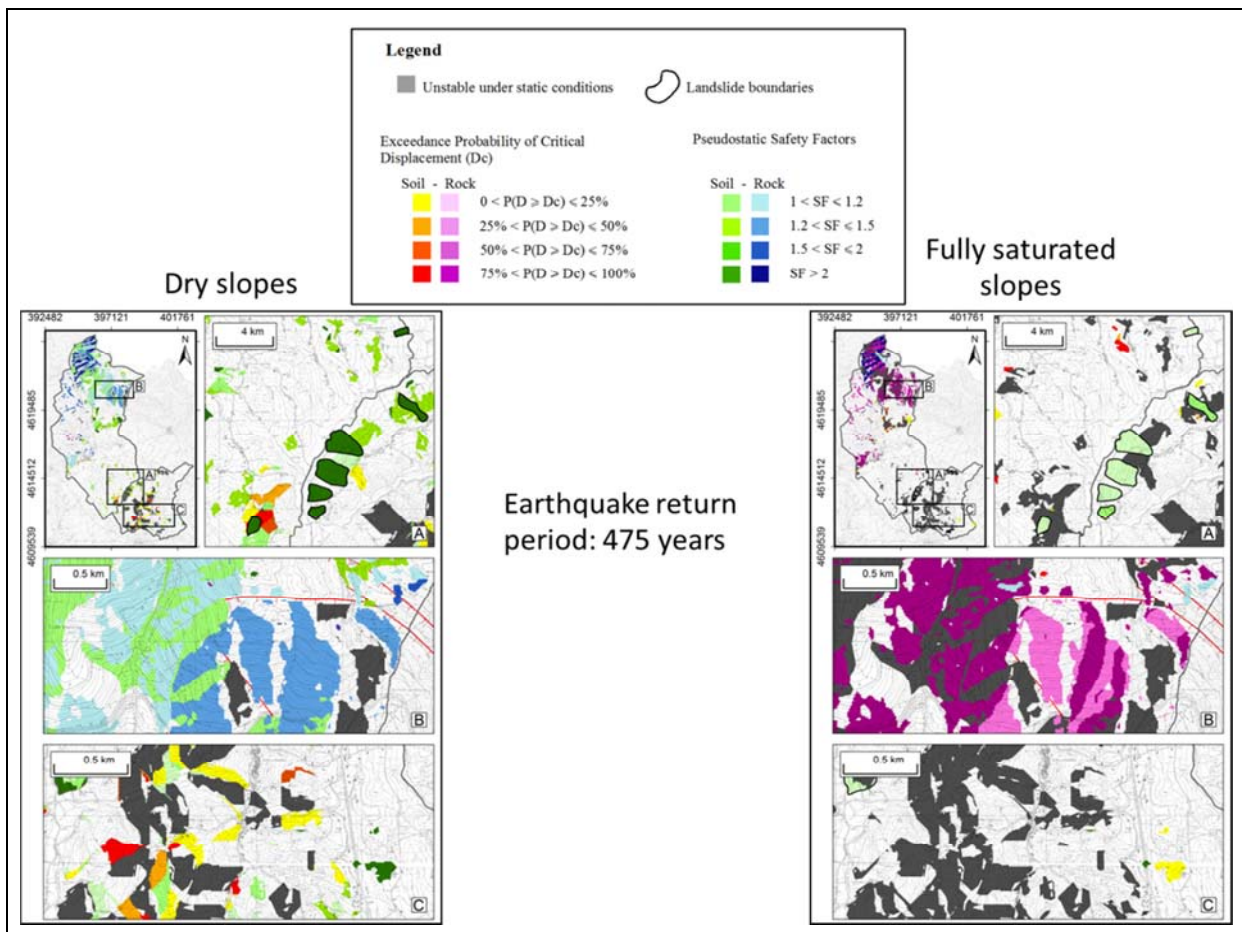 Legend
Unstable under static conditions
Landslide boundaries
Exceedance Probability of Critical
Displacement (Dc)
Soil - Rock
0 < P(D ⩾ Dc) ⩽ 25%
25% < P(D ⩾ Dc) ⩽ 50%
50% < P(D ⩾ Dc) ⩽ 75%
75% < P(D ⩾ Dc) ⩽ 100%
Pseudostatic Safety Factors
Soil - Rock
1 < SF ⩽ 1.2
1.2 < SF ⩽ 1.5
1.5 < SF ⩽ 2
SF > 2
Dry slopes
392482 397121 401761
4619485
4614512
4609539
N
B
A
C
4 km
A
0.5 km
B
0.5 km
C
Earthquake return
period: 475 years
Fully saturated
slopes
392482 397121 401761
4619485
4614512
4609539
N
B
A
C
4 km
A
0.5 km
B
0.5 km
C